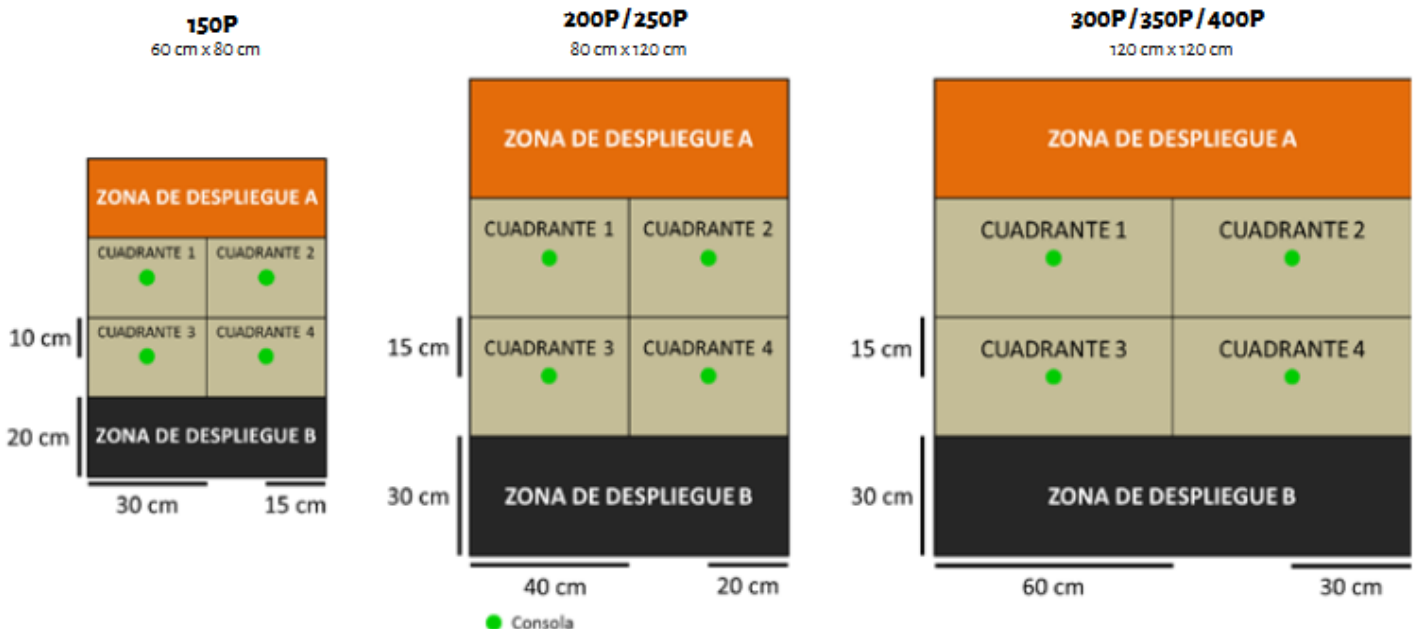 150P
60 cm x 80 cm
ZONA DE DESPLIEGUE A
CUADRANTE 1
CUADRANTE 2
CUADRANTE 3
CUADRANTE 4
10 cm
20 cm
ZONA DE DESPLIEGUE B
30 cm
15 cm
200P / 250P
80 cm x 120 cm
ZONA DE DESPLIEGUE A
CUADRANTE 1
CUADRANTE 2
15 cm
CUADRANTE 3
CUADRANTE 4
30 cm
ZONA DE DESPLIEGUE B
40 cm
20 cm
Consola
300P / 350P / 400P
120 cm x 120 cm
ZONA DE DESPLIEGUE A
CUADRANTE 1
CUADRANTE 2
15 cm
CUADRANTE 3
CUADRANTE 4
30 cm
ZONA DE DESPLIEGUE B
60 cm
30 cm